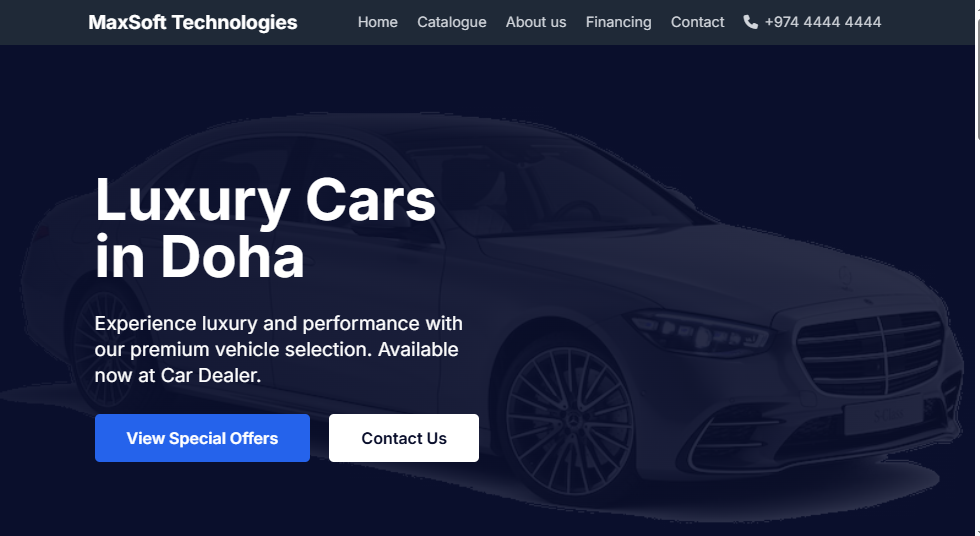 MaxSoft Technologies
Home Catalogue About us Financing Contact +974 4444 4444
Luxury Cars
in Doha
Experience luxury and performance with
our premium vehicle selection. Available
now at Car Dealer.
View Special Offers Contact Us